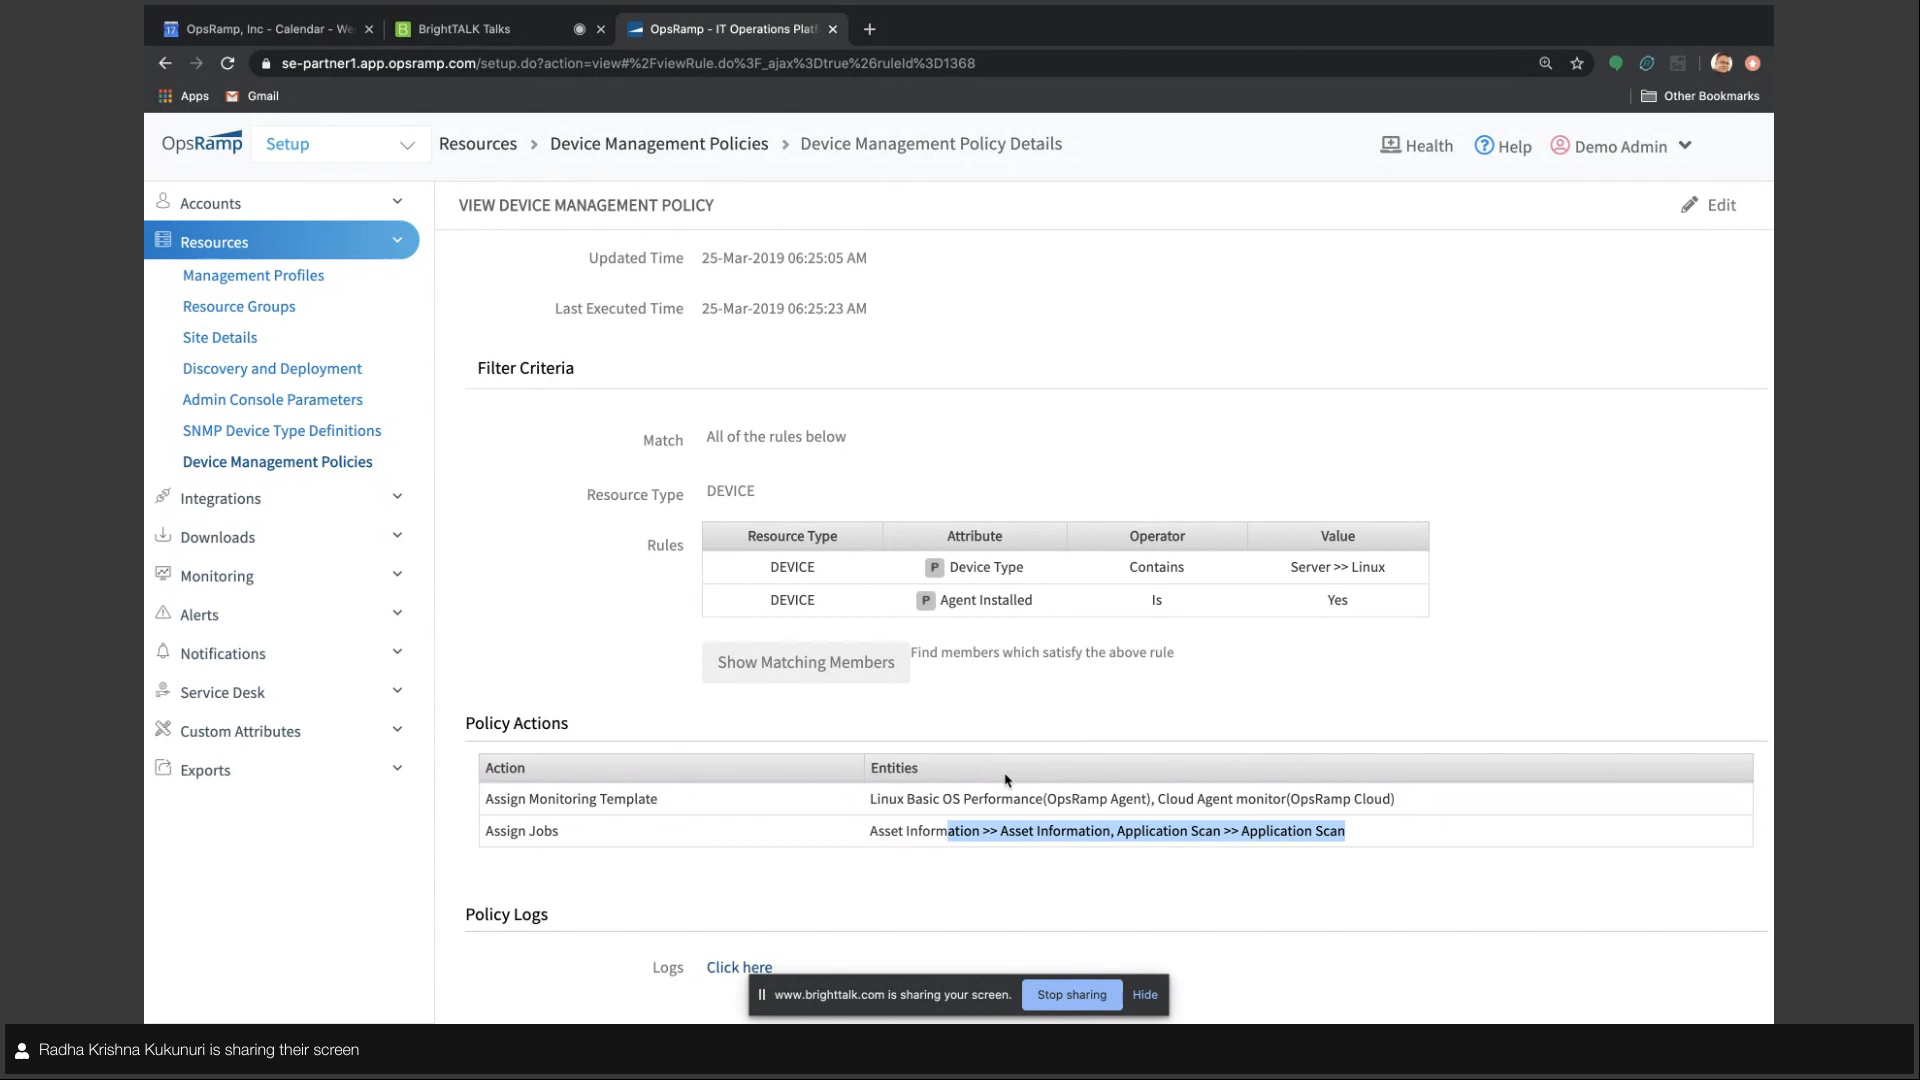 OpsRamp, Inc - Calendar - We
BrightTALK Talks
OpsRamp - IT Operations Platf
se-partner1.app.opsramp.com/setup.do?action=view#%2FviewRule.do%3F_ajax%3Dtrue%26ruleId%3D1368
Apps
Gmail
Other Bookmarks
OpsRamp
Setup
Resources > Device Management Policies > Device Management Policy Details
Health
Help
Demo Admin
Accounts
Resources
Management Profiles
Resource Groups
Site Details
Discovery and Deployment
Admin Console Parameters
SNMP Device Type Definitions
Device Management Policies
Integrations
Downloads
Monitoring
Alerts
Notifications
Service Desk
Custom Attributes
Exports
VIEW DEVICE MANAGEMENT POLICY
Edit
Updated Time 25-Mar-2019 06:25:05 AM
Last Executed Time 25-Mar-2019 06:25:23 AM
Filter Criteria
Match All of the rules below
Resource Type DEVICE
Rules
Resource Type Attribute Operator Value
DEVICE P Device Type Contains Server >> Linux
DEVICE P Agent Installed Is Yes
Show Matching Members Find members which satisfy the above rule
Policy Actions
Action Entities
Assign Monitoring Template Linux Basic OS Performance(OpsRamp Agent), Cloud Agent monitor(OpsRamp Cloud)
Assign Jobs Asset Information >> Asset Information, Application Scan >> Application Scan
Policy Logs
Logs Click here
www.brighttalk.com is sharing your screen. Stop sharing Hide
Radha Krishna Kukunuri is sharing their screen